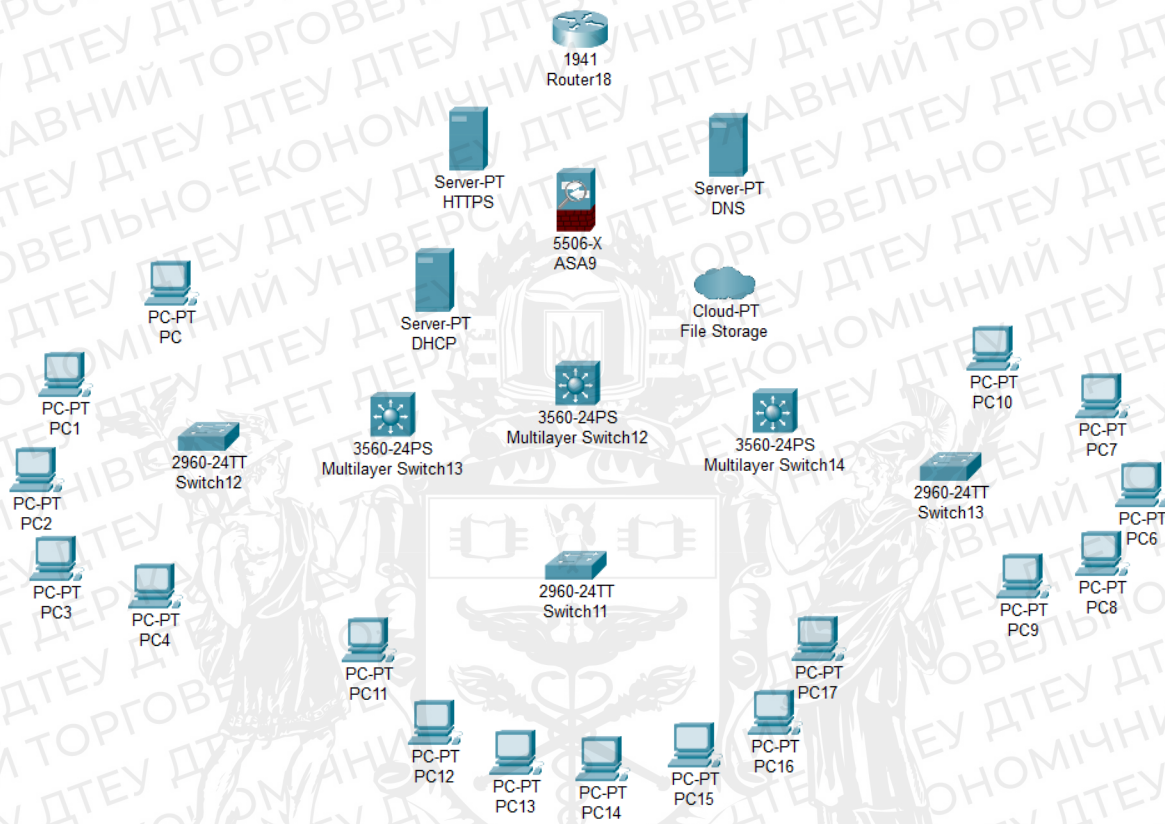 1941
Router18
Server-PT
HTTPS
Server-PT
DNS
5506-X
ASA9
PC-PT
PC
Server-PT
DHCP
Cloud-PT
File Storage
PC-PT
PC1
3560-24PS
Multilayer Switch13
3560-24PS
Multilayer Switch12
3560-24PS
Multilayer Switch14
PC-PT
PC10
PC-PT
PC7
2960-24TT
Switch12
2960-24TT
Switch13
PC-PT
PC2
PC-PT
PC6
PC-PT
PC3
PC-PT
PC4
2960-24TT
Switch11
PC-PT
PC9
PC-PT
PC8
PC-PT
PC11
PC-PT
PC17
PC-PT
PC12
PC-PT
PC13
PC-PT
PC14
PC-PT
PC15
PC-PT
PC16